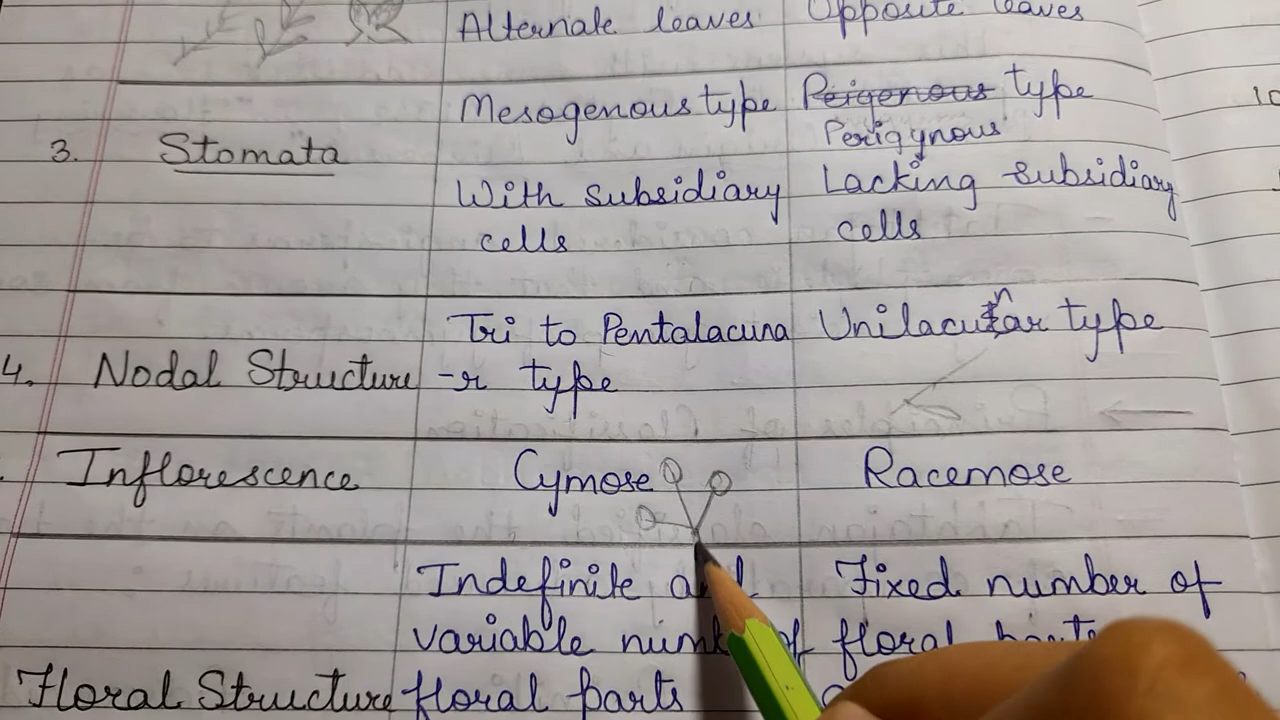 Alternate leaves
Opposite leaves
Mesogenous type
Peigenous type
Perigynous
3.
Stomata
With subsidiary
cells
Lacking subsidiary
cells
Tri to Pentalacuna
-r type
Unilacunar type
4.
Nodal Structure
Inflorescence
Cymose
Racemose
Indefinite and
variable number of
floral parts
Fixed number of
floral parts
Floral Structure